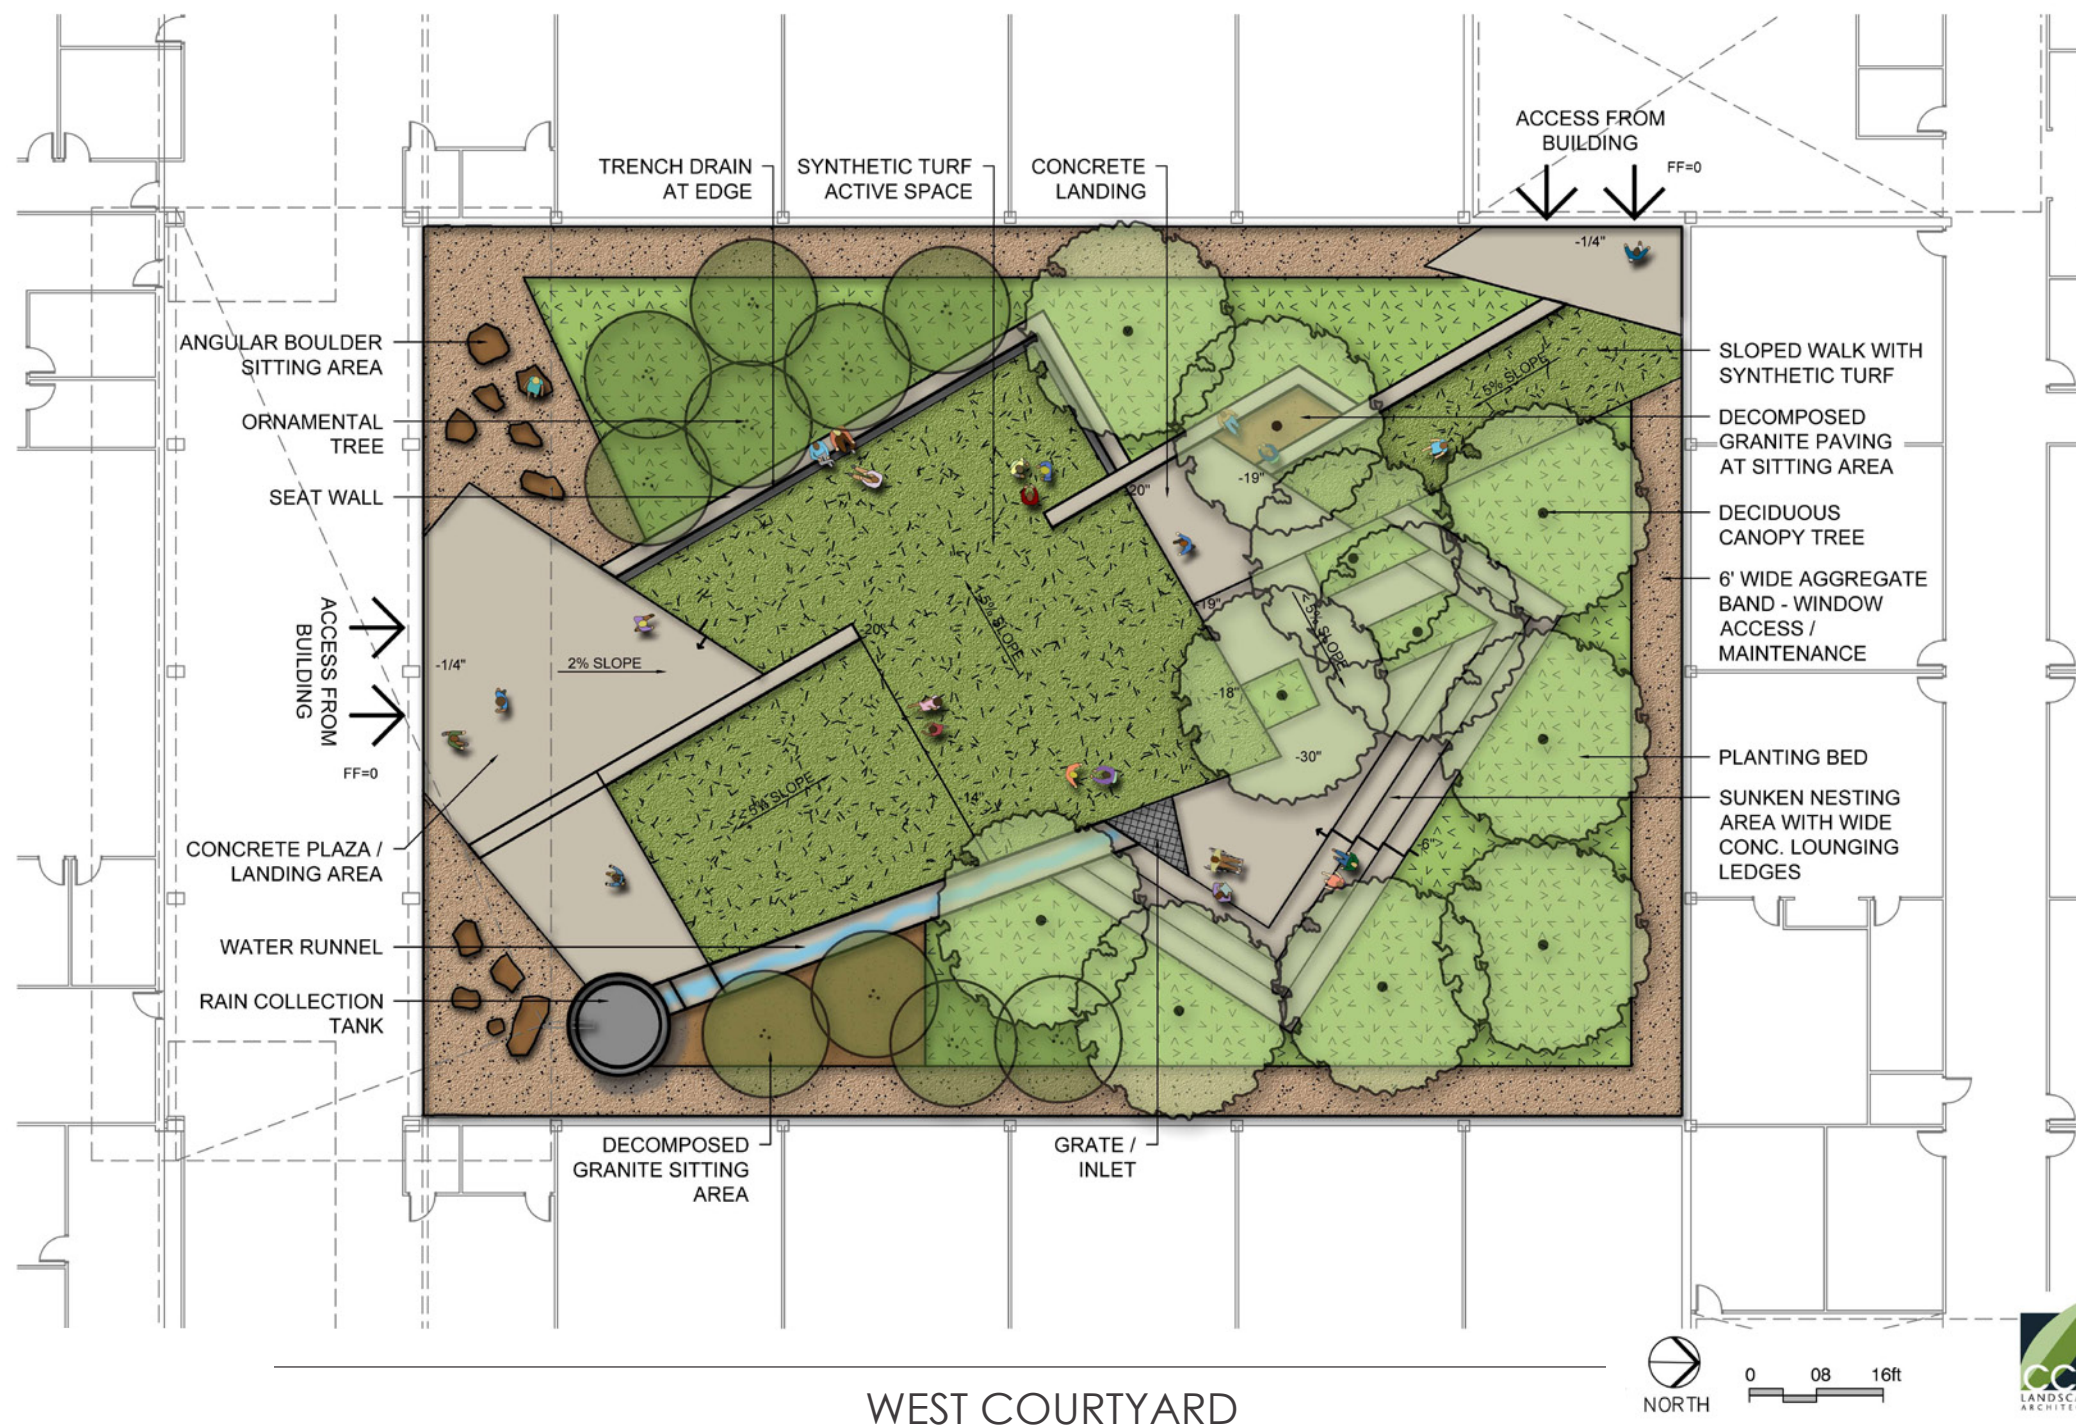 ACCESS FROM
BUILDING
FF=0
-1/4"
TRENCH DRAIN
AT EDGE
SYNTHETIC TURF
ACTIVE SPACE
CONCRETE
LANDING
ANGULAR BOULDER
SITTING AREA
ORNAMENTAL
TREE
SEAT WALL
ACCESS FROM
BUILDING
FF=0
-1/4"
2% SLOPE
CONCRETE PLAZA /
LANDING AREA
WATER RUNNEL
RAIN COLLECTION
TANK
5% SLOPE
-20"
-19"
-20"
1.5% SLOPE
-19"
<5% SLOPE
-18"
-30"
5% SLOPE
-14"
-6"
SLOPED WALK WITH
SYNTHETIC TURF
DECOMPOSED
GRANITE PAVING
AT SITTING AREA
DECIDUOUS
CANOPY TREE
6' WIDE AGGREGATE
BAND - WINDOW
ACCESS /
MAINTENANCE
PLANTING BED
SUNKEN NESTING
AREA WITH WIDE
CONC. LOUNGING
LEDGES
DECOMPOSED
GRANITE SITTING
AREA
GRATE /
INLET
NORTH
0 08 16ft
WEST COURTYARD